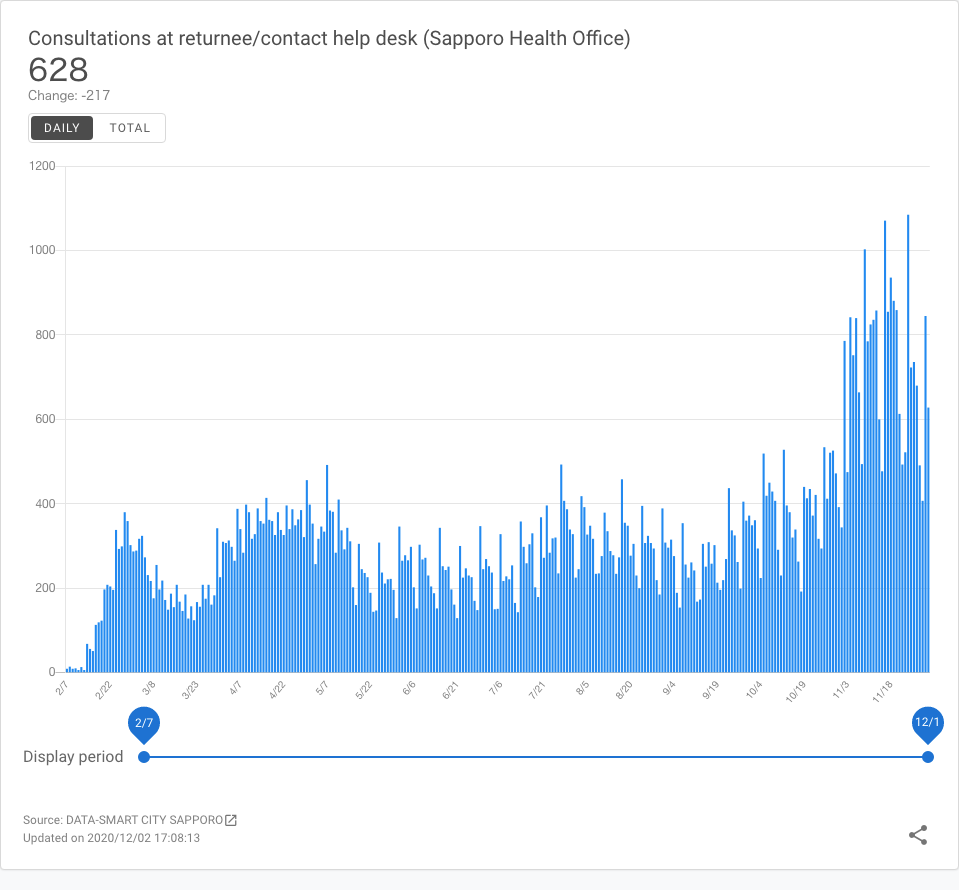 Consultations at returnee/contact help desk (Sapporo Health Office)
628
Change: -217
DAILY TOTAL
1200
1000
800
600
400
200
0
2/7 2/22 3/8 3/23 4/7 4/22 5/7 5/22 6/6 6/21 7/6 7/21 8/5 8/20 9/4 9/19 10/4 10/19 11/3 11/18
2/7 12/1
Display period
Source: DATA-SMART CITY SAPPORO
Updated on 2020/12/02 17:08:13